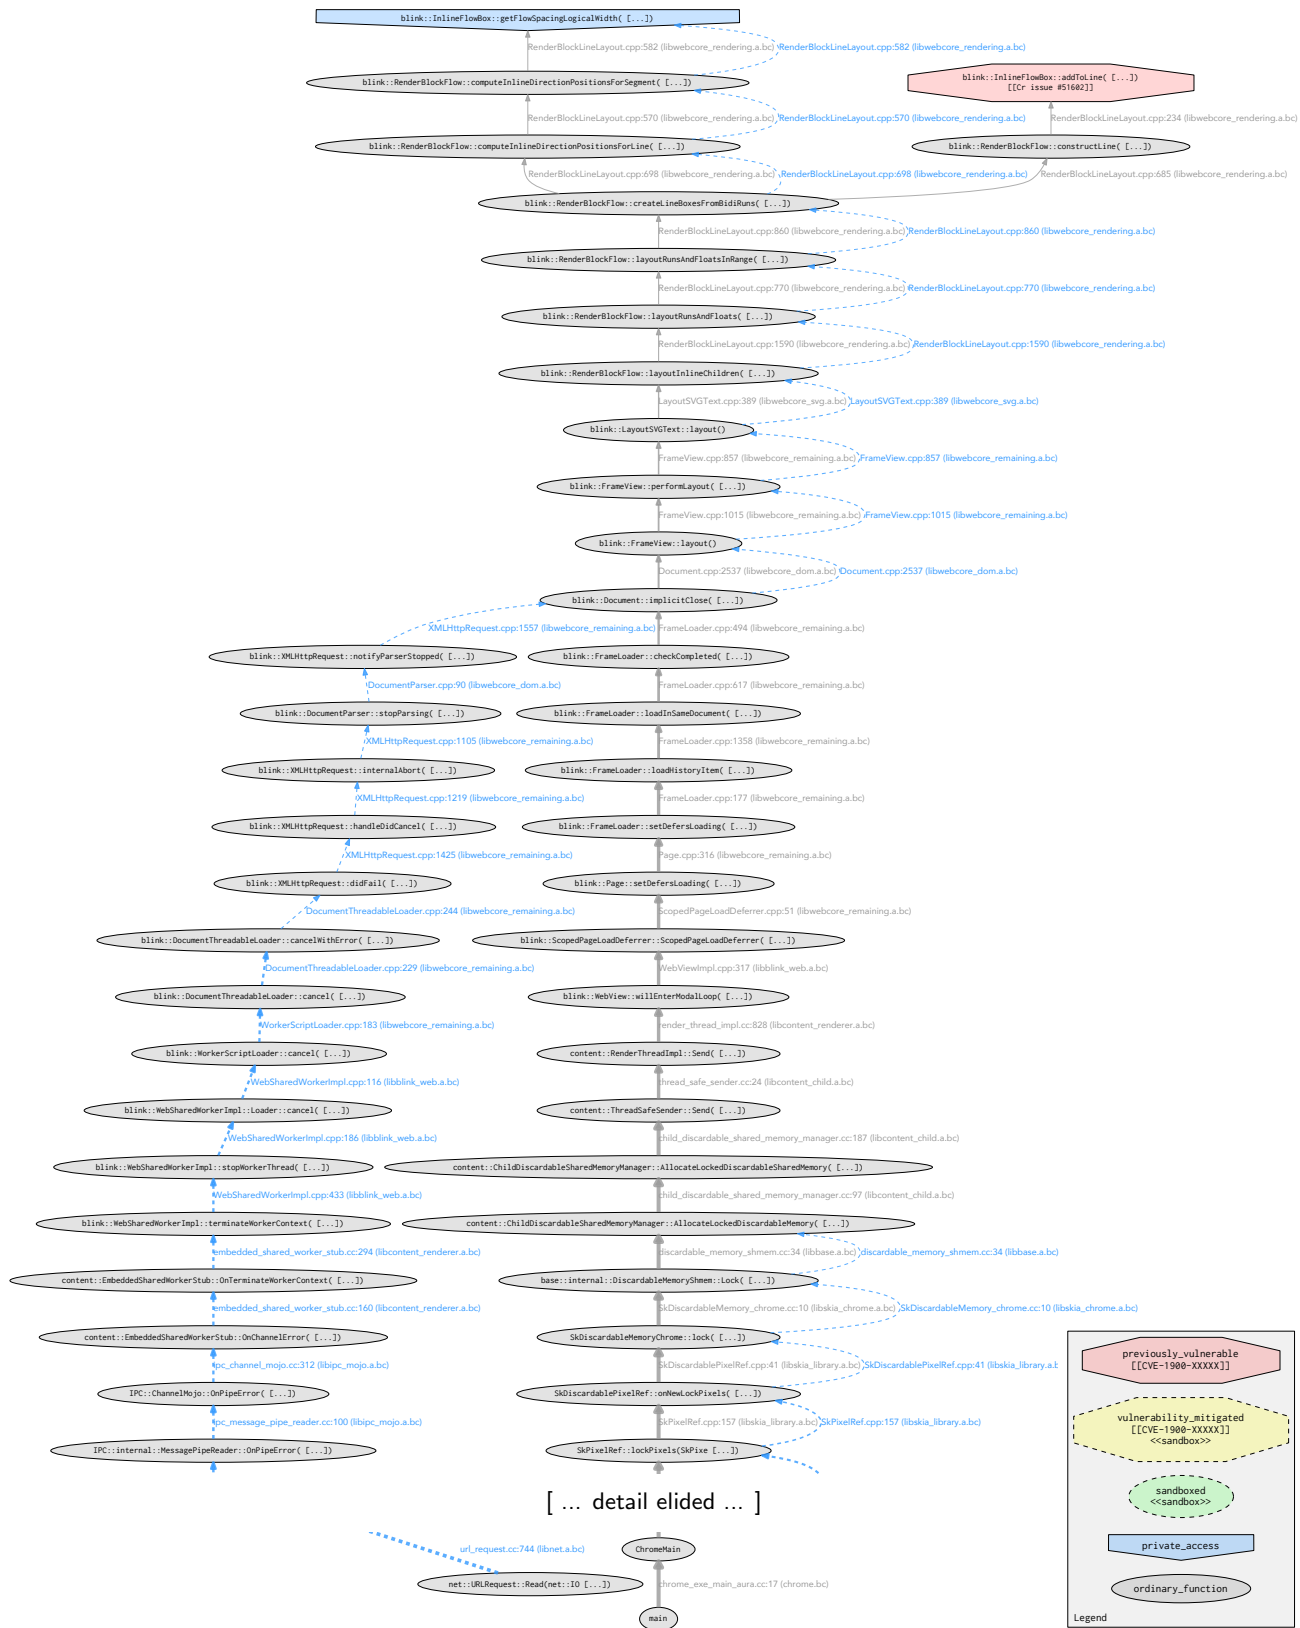 blink::InlineFlowBox::getFlowSpacingLogicalWidth( [...])
RenderBlockLineLayout.cpp:582 (libwebcore_rendering.a.bc)
RenderBlockLineLayout.cpp:582 (libwebcore_rendering.a.bc)
blink::RenderBlockFlow::computeInlineDirectionPositionsForSegment( [...])
blink::InlineFlowBox::addToLine( [...])
[[Cr issue #51602]]
RenderBlockLineLayout.cpp:570 (libwebcore_rendering.a.bc)
RenderBlockLineLayout.cpp:570 (libwebcore_rendering.a.bc)
RenderBlockLineLayout.cpp:234 (libwebcore_rendering.a.bc)
blink::RenderBlockFlow::computeInlineDirectionPositionsForLine( [...])
blink::RenderBlockFlow::constructLine( [...])
RenderBlockLineLayout.cpp:698 (libwebcore_rendering.a.bc)
RenderBlockLineLayout.cpp:698 (libwebcore_rendering.a.bc)
RenderBlockLineLayout.cpp:685 (libwebcore_rendering.a.bc)
blink::RenderBlockFlow::createLineBoxesFromBidiRuns( [...])
RenderBlockLineLayout.cpp:860 (libwebcore_rendering.a.bc)
RenderBlockLineLayout.cpp:860 (libwebcore_rendering.a.bc)
blink::RenderBlockFlow::layoutRunsAndFloatsInRange( [...])
RenderBlockLineLayout.cpp:770 (libwebcore_rendering.a.bc)
RenderBlockLineLayout.cpp:770 (libwebcore_rendering.a.bc)
blink::RenderBlockFlow::layoutRunsAndFloats( [...])
RenderBlockLineLayout.cpp:1590 (libwebcore_rendering.a.bc)
RenderBlockLineLayout.cpp:1590 (libwebcore_rendering.a.bc)
blink::RenderBlockFlow::layoutInlineChildren( [...])
LayoutSVGText.cpp:389 (libwebcore_svg.a.bc)
LayoutSVGText.cpp:389 (libwebcore_svg.a.bc)
blink::LayoutSVGText::layout()
FrameView.cpp:857 (libwebcore_remaining.a.bc)
FrameView.cpp:857 (libwebcore_remaining.a.bc)
blink::FrameView::performLayout( [...])
FrameView.cpp:1015 (libwebcore_remaining.a.bc)
FrameView.cpp:1015 (libwebcore_remaining.a.bc)
blink::FrameView::layout()
Document.cpp:2537 (libwebcore_dom.a.bc)
Document.cpp:2537 (libwebcore_dom.a.bc)
blink::Document::implicitClose( [...])
XMLHttpRequest.cpp:1557 (libwebcore_remaining.a.bc)
FrameLoader.cpp:494 (libwebcore_remaining.a.bc)
blink::XMLHttpRequest::notifyParserStopped( [...])
blink::FrameLoader::checkCompleted( [...])
DocumentParser.cpp:90 (libwebcore_dom.a.bc)
FrameLoader.cpp:617 (libwebcore_remaining.a.bc)
blink::DocumentParser::stopParsing( [...])
blink::FrameLoader::loadInSameDocument( [...])
XMLHttpRequest.cpp:1105 (libwebcore_remaining.a.bc)
FrameLoader.cpp:1358 (libwebcore_remaining.a.bc)
blink::XMLHttpRequest::internalAbort( [...])
blink::FrameLoader::loadHistoryItem( [...])
XMLHttpRequest.cpp:1219 (libwebcore_remaining.a.bc)
FrameLoader.cpp:177 (libwebcore_remaining.a.bc)
blink::XMLHttpRequest::handleDidCancel( [...])
blink::FrameLoader::setDefersLoading( [...])
XMLHttpRequest.cpp:1425 (libwebcore_remaining.a.bc)
Page.cpp:316 (libwebcore_remaining.a.bc)
blink::XMLHttpRequest::didFail( [...])
blink::Page::setDefersLoading( [...])
DocumentThreadableLoader.cpp:244 (libwebcore_remaining.a.bc)
ScopedPageLoadDeferrer.cpp:51 (libwebcore_remaining.a.bc)
blink::DocumentThreadableLoader::cancelWithError( [...])
blink::ScopedPageLoadDeferrer::ScopedPageLoadDeferrer( [...])
DocumentThreadableLoader.cpp:229 (libwebcore_remaining.a.bc)
WebViewImpl.cpp:317 (libblink_web.a.bc)
blink::DocumentThreadableLoader::cancel( [...])
blink::WebView::willEnterModalLoop( [...])
WorkerScriptLoader.cpp:183 (libwebcore_remaining.a.bc)
render_thread_impl.cc:828 (libcontent_renderer.a.bc)
blink::WorkerScriptLoader::cancel( [...])
content::RenderThreadImpl::Send( [...])
WebSharedWorkerImpl.cpp:116 (libblink_web.a.bc)
thread_safe_sender.cc:24 (libcontent_child.a.bc)
blink::WebSharedWorkerImpl::Loader::cancel( [...])
content::ThreadSafeSender::Send( [...])
WebSharedWorkerImpl.cpp:186 (libblink_web.a.bc)
child_discardable_shared_memory_manager.cc:187 (libcontent_child.a.bc)
blink::WebSharedWorkerImpl::stopWorkerThread( [...])
content::ChildDiscardableSharedMemoryManager::AllocateLockedDiscardableSharedMemory( [...])
WebSharedWorkerImpl.cpp:433 (libblink_web.a.bc)
child_discardable_shared_memory_manager.cc:97 (libcontent_child.a.bc)
blink::WebSharedWorkerImpl::terminateWorkerContext( [...])
content::ChildDiscardableSharedMemoryManager::AllocateLockedDiscardableMemory( [...])
embedded_shared_worker_stub.cc:294 (libcontent_renderer.a.bc)
discardable_memory_shmem.cc:34 (libbase.a.bc)
discardable_memory_shmem.cc:34 (libbase.a.bc)
content::EmbeddedSharedWorkerStub::OnTerminateWorkerContext( [...])
base::internal::DiscardableMemoryShmem::Lock( [...])
embedded_shared_worker_stub.cc:160 (libcontent_renderer.a.bc)
SkDiscardableMemory_chrome.cc:10 (libskia_chrome.a.bc)
SkDiscardableMemory_chrome.cc:10 (libskia_chrome.a.bc)
content::EmbeddedSharedWorkerStub::OnChannelError( [...])
SkDiscardableMemoryChrome::lock( [...])
ipc_channel_mojo.cc:312 (libipc_mojo.a.bc)
SkDiscardablePixelRef.cpp:41 (libskia_library.a.bc)
SkDiscardablePixelRef.cpp:41 (libskia_library.a.b
IPC::ChannelMojo::OnPipeError( [...])
SkDiscardablePixelRef::onNewLockPixels( [...])
ipc_message_pipe_reader.cc:100 (libipc_mojo.a.bc)
SkPixelRef.cpp:157 (libskia_library.a.bc)
SkPixelRef.cpp:157 (libskia_library.a.bc)
IPC::internal::MessagePipeReader::OnPipeError( [...])
SkPixelRef::lockPixels(SkPixe [...])
[ ... detail elided ... ]
url_request.cc:744 (libnet.a.bc)
ChromeMain
net::URLRequest::Read(net::IO [...])
chrome_exe_main_aura.cc:17 (chrome.bc)
main
previously_vulnerable
[[CVE-1900-XXXXX]]
vulnerability_mitigated
[[CVE-1900-XXXXX]]
<<sandbox>>
sandboxed
<<sandbox>>
private_access
ordinary_function
Legend